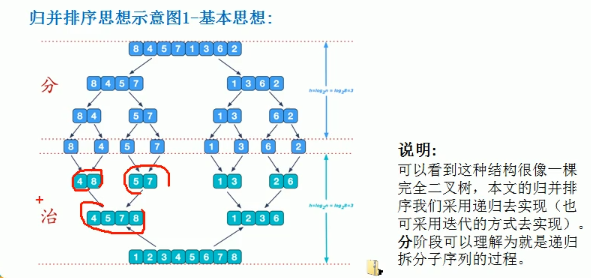 归并排序思想示意图1-基本思想:
8 4 5 7 1 3 6 2
分
8 4 5 7 1 3 6 2
8 4 5 7 1 3 6 2
8 4 5 7 1 3 6 2
4 8 5 7 1 3 2 6
+
治
4 5 7 8 1 2 3 6
1 2 3 4 5 6 7 8
说明:
可以看到这种结构很像一棵
完全二叉树，本文的归并排
序我们采用递归去实现（也
可采用迭代的方式去实现）。
分阶段可以理解为就是递归
拆分子序列的过程。